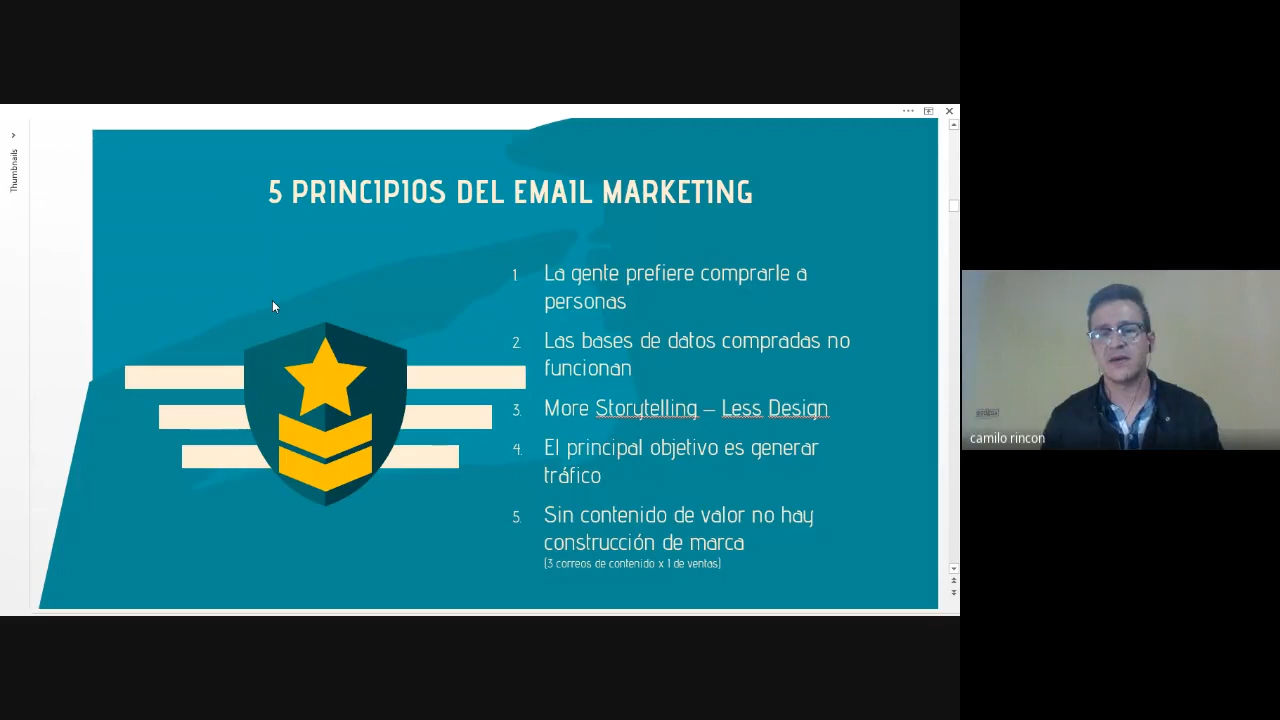 Thumbnails
5 PRINCIPIOS DEL EMAIL MARKETING
1. La gente prefiere comprarle a
personas
2. Las bases de datos compradas no
funcionan
3. More Storytelling – Less Design
4. El principal objetivo es generar
tráfico
5. Sin contenido de valor no hay
construcción de marca
(3 correos de contenido x 1 de ventas)
camilo rincon